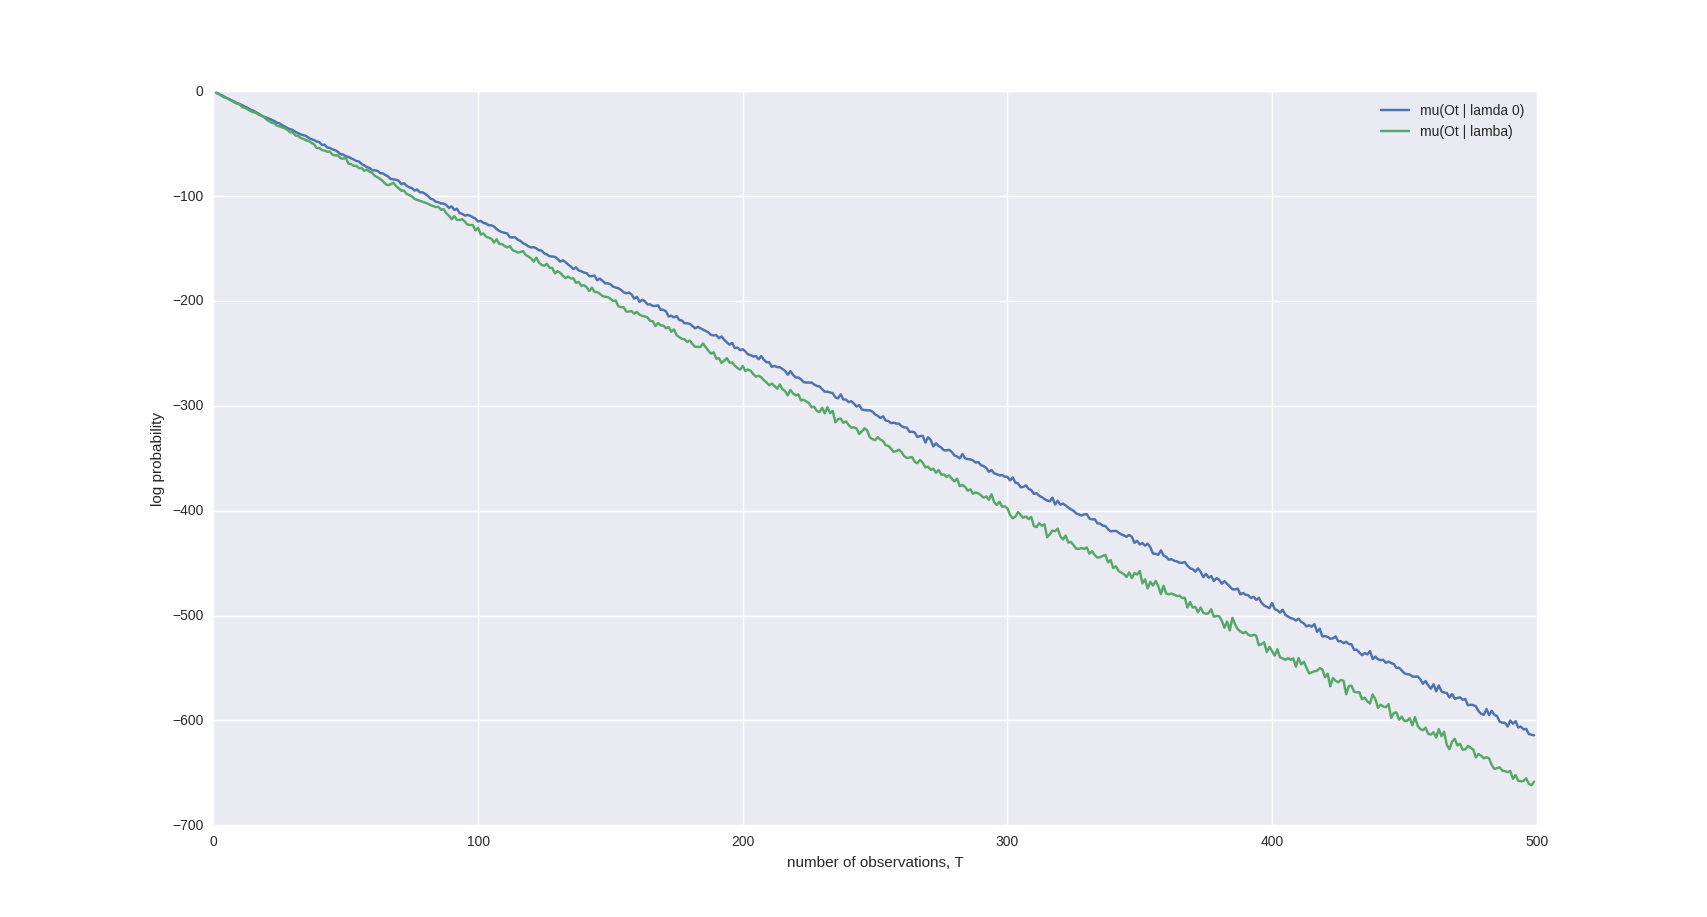 0
−100
−200
−300
−400
−500
−600
−700
log probability
mu(Ot | lamda 0)
mu(Ot | lamba)
0 100 200 300 400 500
number of observations, T